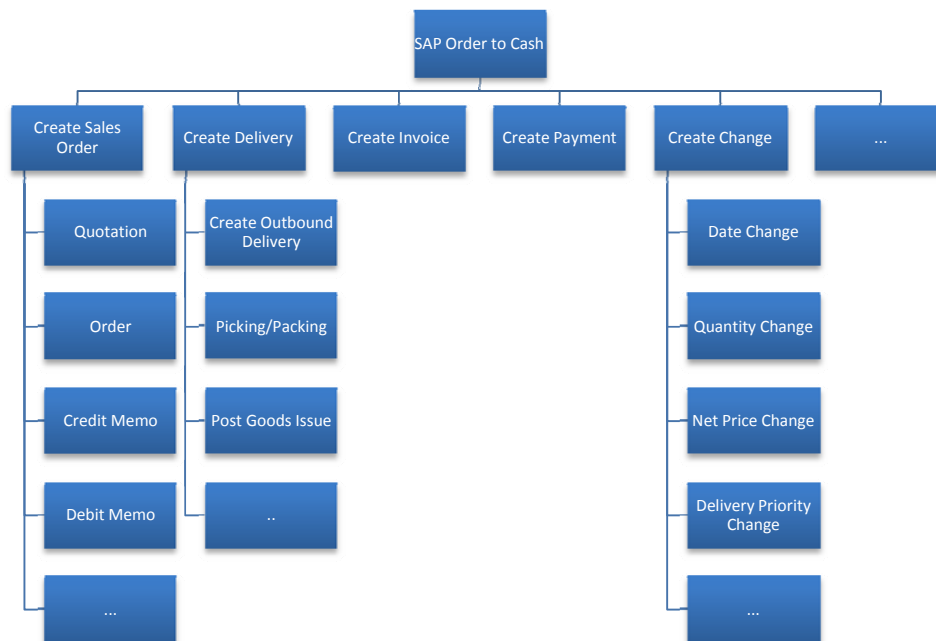 SAP Order to Cash
Create Sales
Order
Create Delivery
Create Invoice
Create Payment
Create Change
...
Quotation
Order
Credit Memo
Debit Memo
...
Create Outbound
Delivery
Picking/Packing
Post Goods Issue
..
Date Change
Quantity Change
Net Price Change
Delivery Priority
Change
...